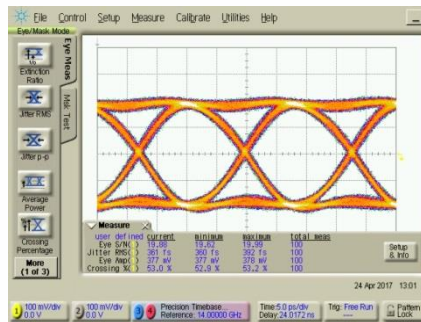 File Control Setup Measure Calibrate Utilities Help
Eye/Mask Mode
Eye Meas
Mask Test
Extinction
Ratio
Jitter RMS
Jitter p-p
Average
Power
Crossing
Percentage
More
(1 of 3)
Measure
user defined current minimum maximum total meas
Eye S/N( ) 19.88 19.82 19.99 100
Jitter RMS( ) 361 fs 360 fs 392 fs 100
Eye Amp( ) 377 mV 377 mV 378 mV 100
Crossing %( ) 53.0 % 52.9 % 53.2 % 100
Setup
& Info
24 Apr 2017 13:01
1 100 mV/div
0.0 V
2 100 mV/div
0.0 V
3 4 Precision Timebase...
Reference: 14.00000 GHz
Time:5.0 ps/div
Delay:24.0172 ns
Trig: Free Run
Pattern
Lock